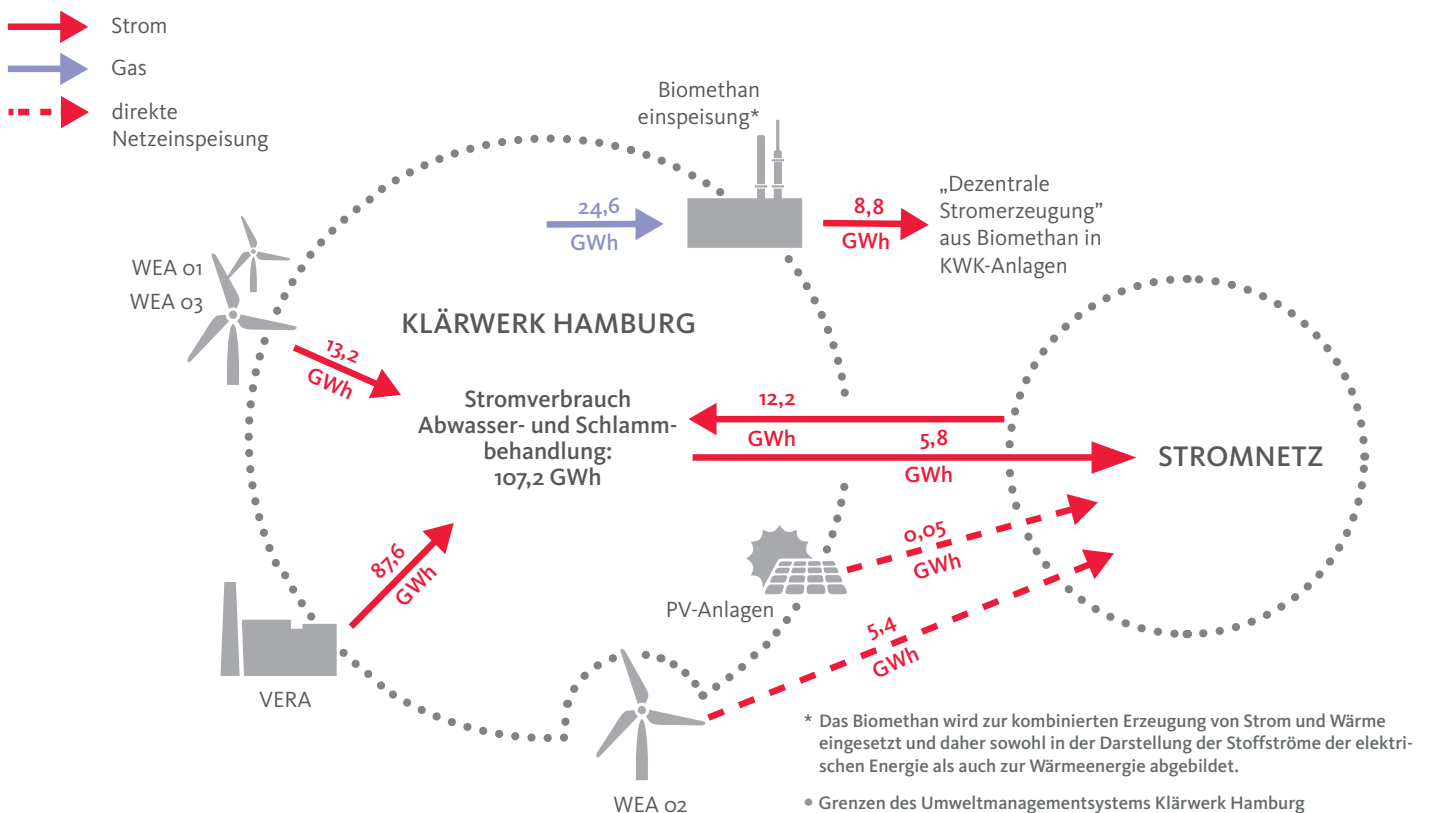 Strom
Gas
direkte
Netzeinspeisung
Biomethan
einspeisung*
24,6
GWh
8,8
GWh
„Dezentrale
Stromerzeugung”
aus Biomethan in
KWK-Anlagen
WEA 01
WEA 03
13,2
GWh
KLÄRWERK HAMBURG
Stromverbrauch
Abwasser- und Schlamm-
behandlung:
107,2 GWh
12,2
GWh
5,8
GWh
STROMNETZ
87,6
GWh
VERA
PV-Anlagen
0,05
GWh
5,4
GWh
WEA 02
* Das Biomethan wird zur kombinierten Erzeugung von Strom und Wärme
eingesetzt und daher sowohl in der Darstellung der Stoffströme der elektri-
schen Energie als auch zur Wärmeenergie abgebildet.
• Grenzen des Umweltmanagementsystems Klärwerk Hamburg